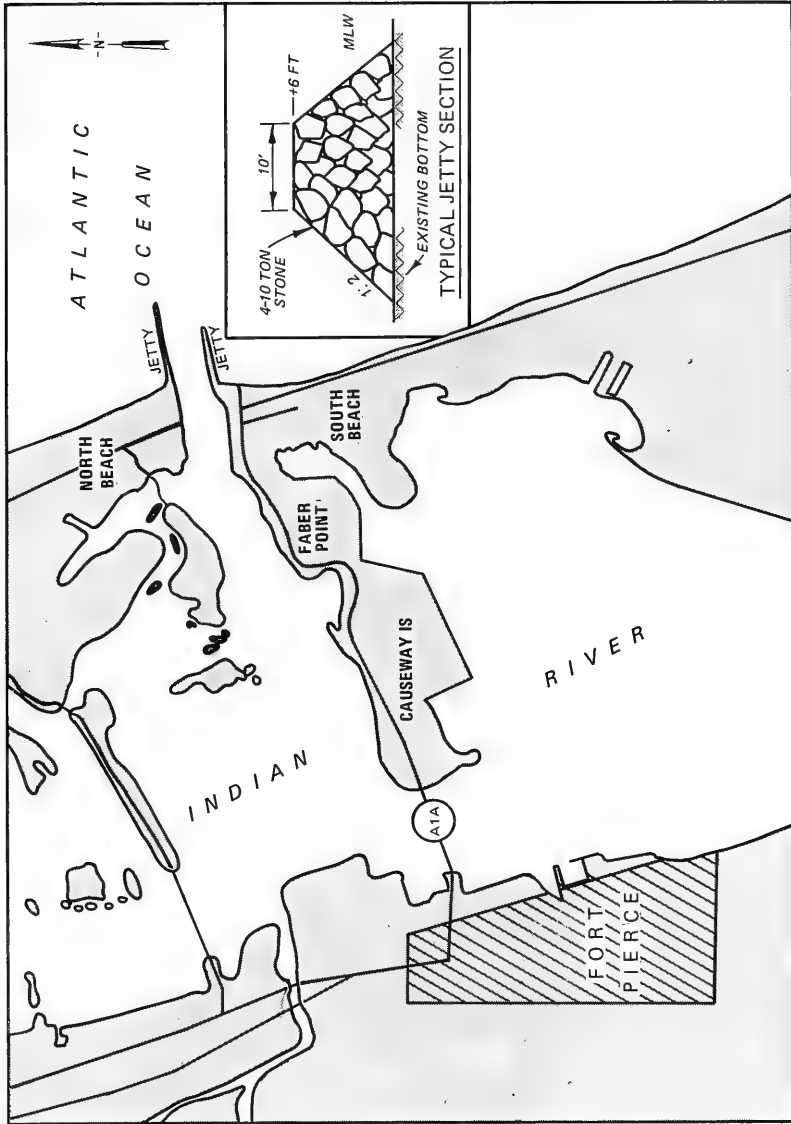 -N-
ATLANTIC
OCEAN
JETTY
JETTY
NORTH
BEACH
SOUTH
BEACH
FABER
POINT
CAUSEWAY IS
INDIAN
RIVER
A1A
FORT
PIERCE
10'
+6 FT
4-10 TON
STONE
1:2
MLW
EXISTING BOTTOM
TYPICAL JETTY SECTION